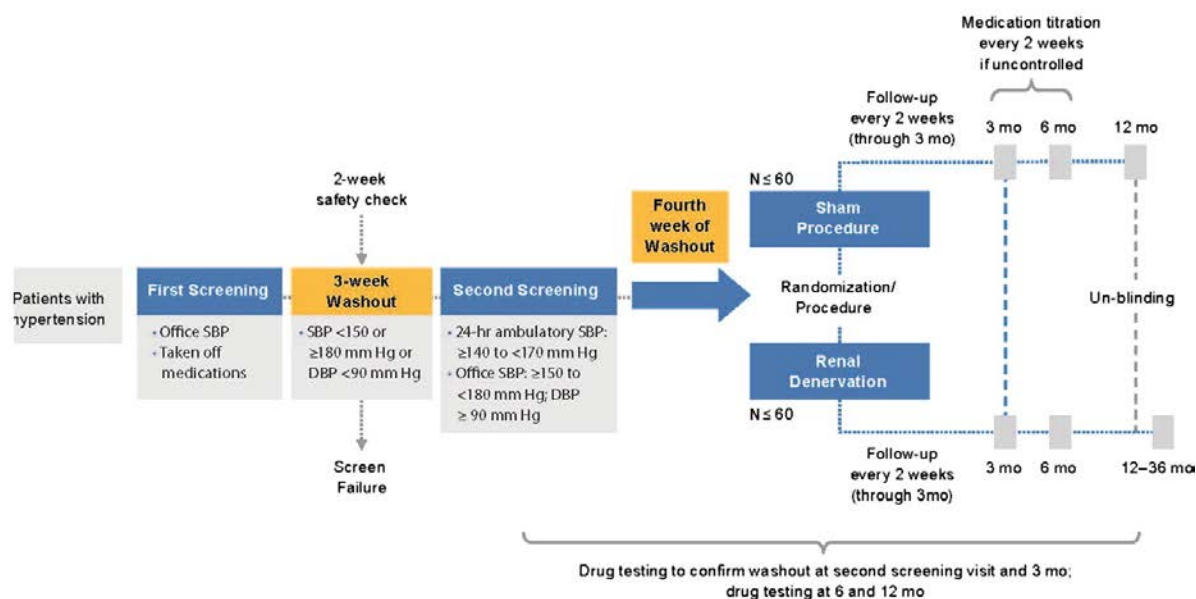 Medication titration
every 2 weeks
if uncontrolled
Follow-up
every 2 weeks
(through 3 mo)
3 mo
6 mo
12 mo
2-week
safety check
N ≤ 60
Fourth
week of
Washout
Sham
Procedure
Patients with
hypertension
First Screening
• Office SBP
• Taken off
medications
3-week
Washout
• SBP <150 or
≥180 mm Hg or
DBP <90 mm Hg
Second Screening
• 24-hr ambulatory SBP:
≥140 to <170 mm Hg
• Office SBP: ≥150 to
<180 mm Hg; DBP
≥ 90 mm Hg
Randomization/
Procedure
Un-blinding
Renal
Denervation
N ≤ 60
Screen
Failure
Follow-up
every 2 weeks
(through 3mo)
3 mo
6 mo
12–36 mo
Drug testing to confirm washout at second screening visit and 3 mo;
drug testing at 6 and 12 mo